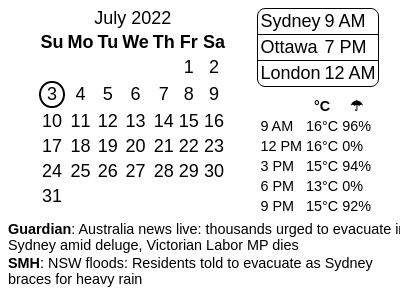 July 2022
Su Mo Tu We Th Fr Sa
1 2
3 4 5 6 7 8 9
10 11 12 13 14 15 16
17 18 19 20 21 22 23
24 25 26 27 28 29 30
31
Sydney 9 AM
Ottawa 7 PM
London 12 AM
°C ☂
9 AM 16°C 96%
12 PM 16°C 0%
3 PM 15°C 94%
6 PM 13°C 0%
9 PM 15°C 92%
Guardian: Australia news live: thousands urged to evacuate i
Sydney amid deluge, Victorian Labor MP dies
SMH: NSW floods: Residents told to evacuate as Sydney
braces for heavy rain